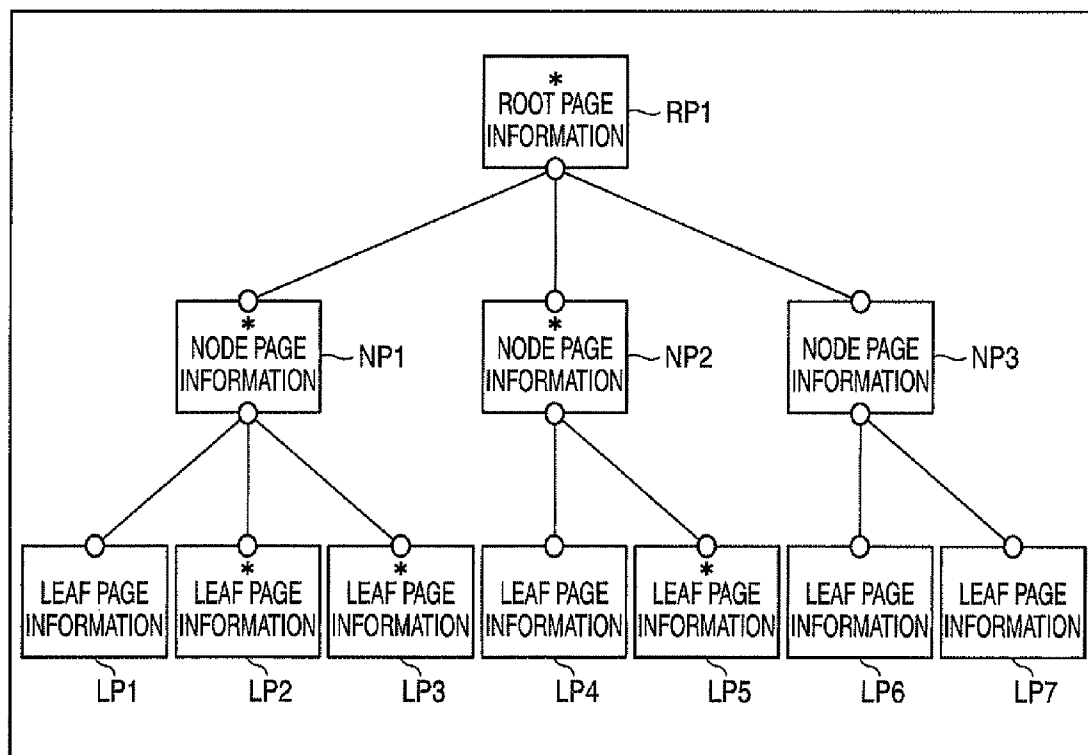 *
ROOT PAGE
INFORMATION
RP1
*
NODE PAGE
INFORMATION
NP1
*
NODE PAGE
INFORMATION
NP2
NODE PAGE
INFORMATION
NP3
LEAF PAGE
INFORMATION
LP1
*
LEAF PAGE
INFORMATION
LP2
*
LEAF PAGE
INFORMATION
LP3
LEAF PAGE
INFORMATION
LP4
*
LEAF PAGE
INFORMATION
LP5
LEAF PAGE
INFORMATION
LP6
LEAF PAGE
INFORMATION
LP7